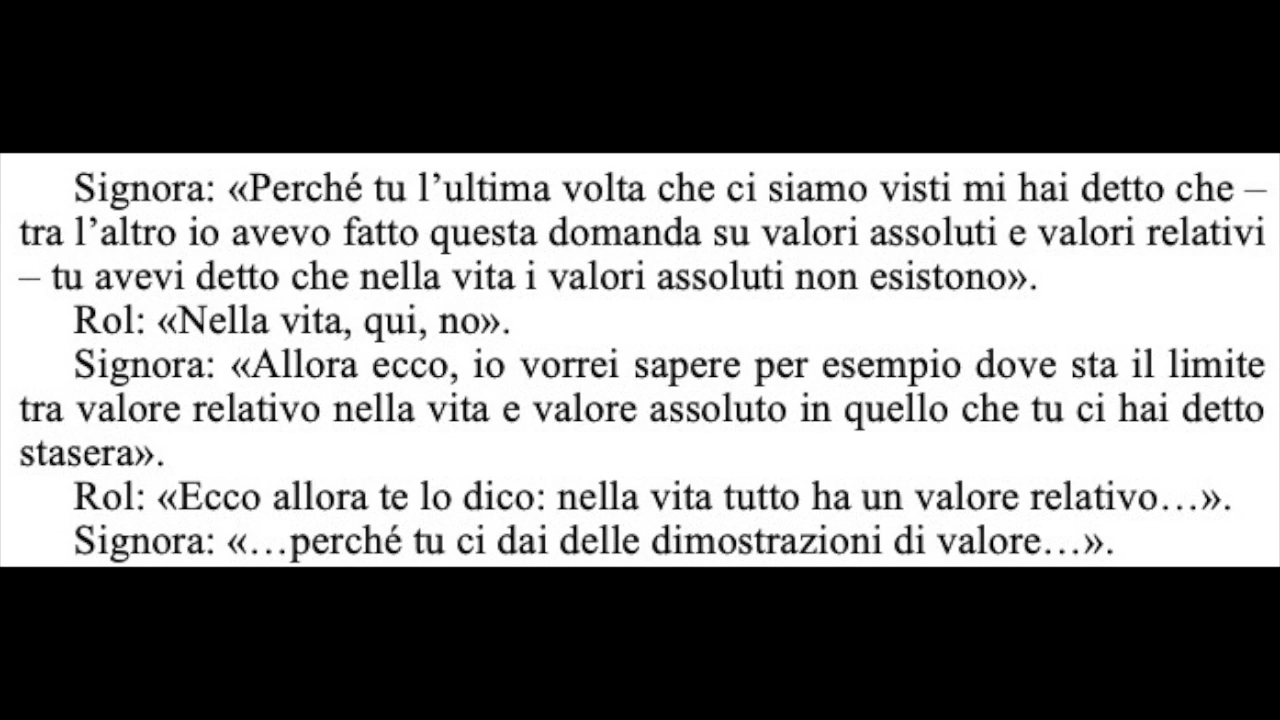 Signora: «Perché tu l’ultima volta che ci siamo visti mi hai detto che –
tra l’altro io avevo fatto questa domanda su valori assoluti e valori relativi
– tu avevi detto che nella vita i valori assoluti non esistono».
Rol: «Nella vita, qui, no».
Signora: «Allora ecco, io vorrei sapere per esempio dove sta il limite
tra valore relativo nella vita e valore assoluto in quello che tu ci hai detto
stasera».
Rol: «Ecco allora te lo dico: nella vita tutto ha un valore relativo…».
Signora: «…perché tu ci dai delle dimostrazioni di valore…».